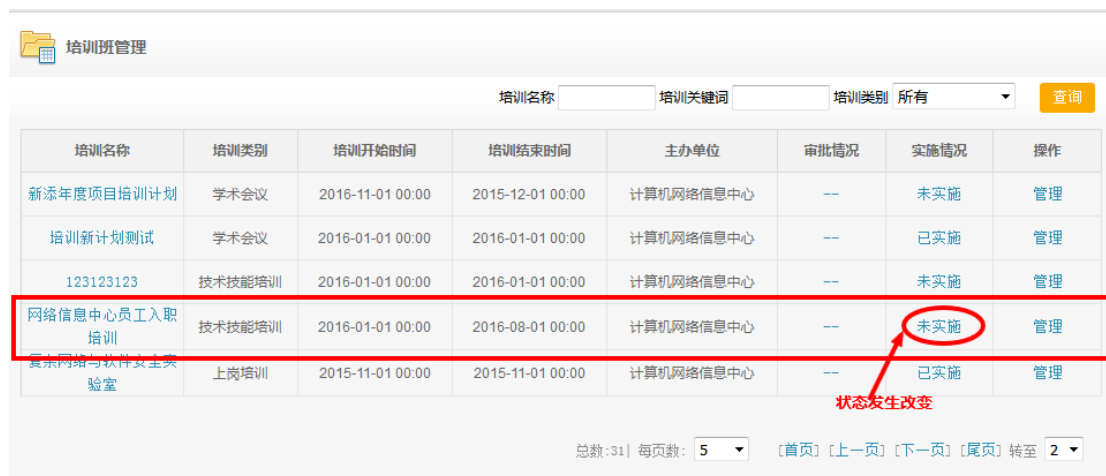 培训班管理
培训名称 培训关键词 培训类别 所有 查询
培训名称 培训类别 培训开始时间 培训结束时间 主办单位 审批情况 实施情况 操作
新添年度项目培训计划 学术会议 2016-11-01 00:00 2015-12-01 00:00 计算机网络信息中心 -- 未实施 管理
培训新计划测试 学术会议 2016-01-01 00:00 2016-01-01 00:00 计算机网络信息中心 -- 已实施 管理
123123123 技术技能培训 2016-01-01 00:00 2016-01-01 00:00 计算机网络信息中心 -- 未实施 管理
网络信息中心员工入职
培训 技术技能培训 2016-01-01 00:00 2016-08-01 00:00 计算机网络信息中心 -- 未实施 管理
复杂网络与软件安全实
验室 上岗培训 2015-11-01 00:00 2015-11-01 00:00 计算机网络信息中心 -- 已实施 管理
状态发生改变
总数:31| 每页数: 5 [首页] [上一页] [下一页] [尾页] 转至 2